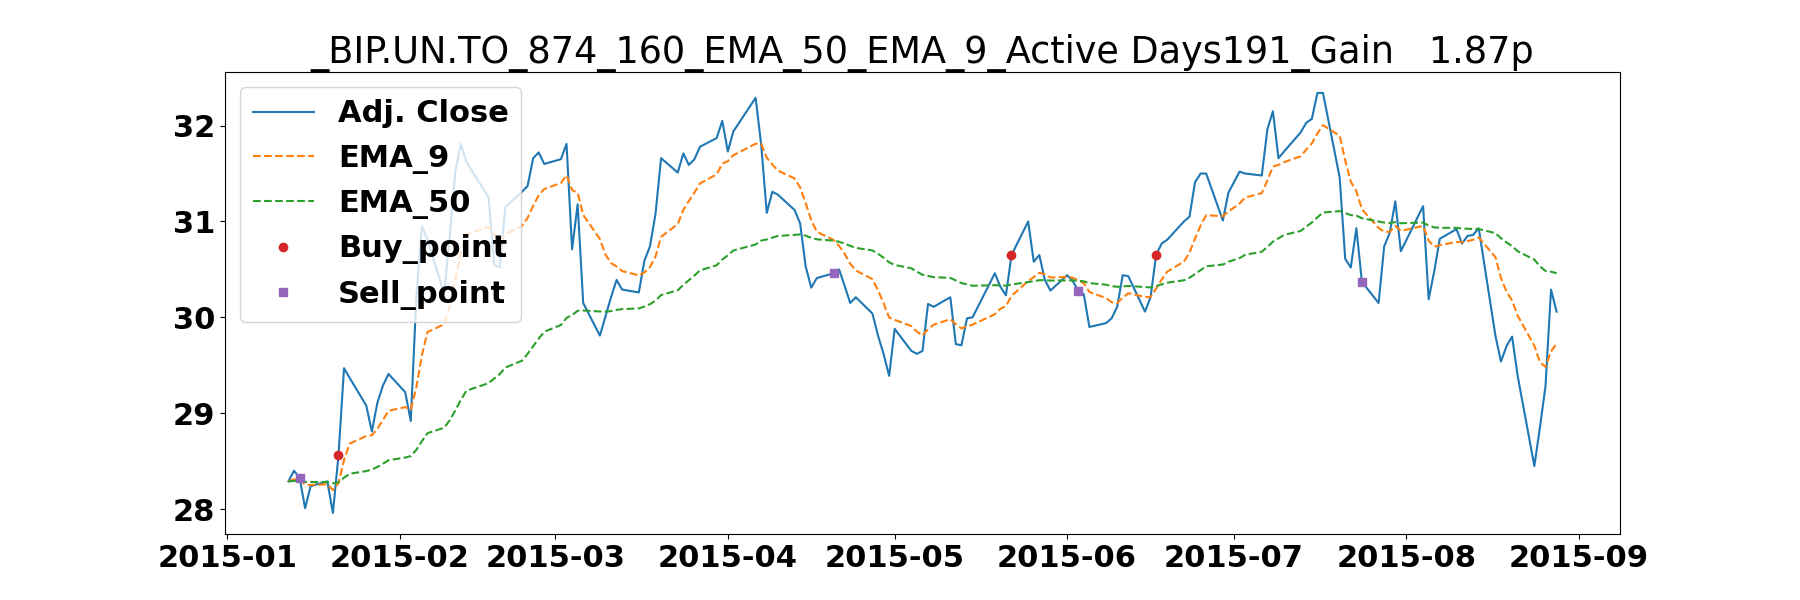 _BIP.UN.TO_874_160_EMA_50_EMA_9_Active Days191_Gain   1.87p
Adj. Close
EMA_9
EMA_50
Buy_point
Sell_point
32
31
30
29
28
2015-01 2015-02 2015-03 2015-04 2015-05 2015-06 2015-07 2015-08 2015-09